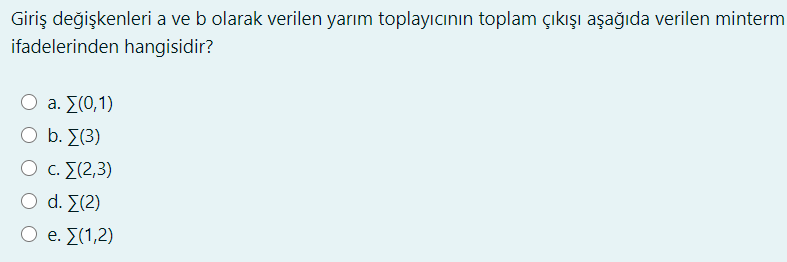 Giriş değişkenleri a ve b olarak verilen yarım toplayıcının toplam çıkışı aşağıda verilen minterm
ifadelerinden hangisidir?
a. ∑(0,1)
b. ∑(3)
c. ∑(2,3)
d. ∑(2)
e. ∑(1,2)